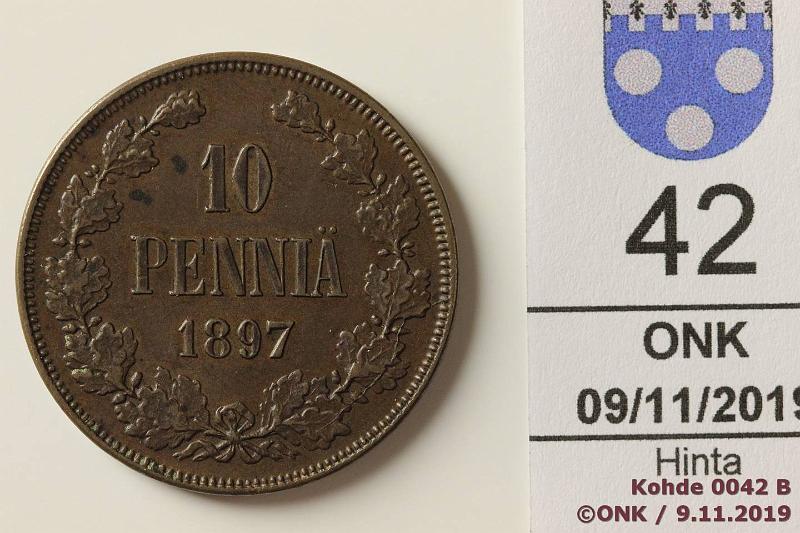 10
PENNIÄ
1897
42
ONK
09/11/2019
Hinta
Kohde 0042 B
©ONK / 9.11.2019